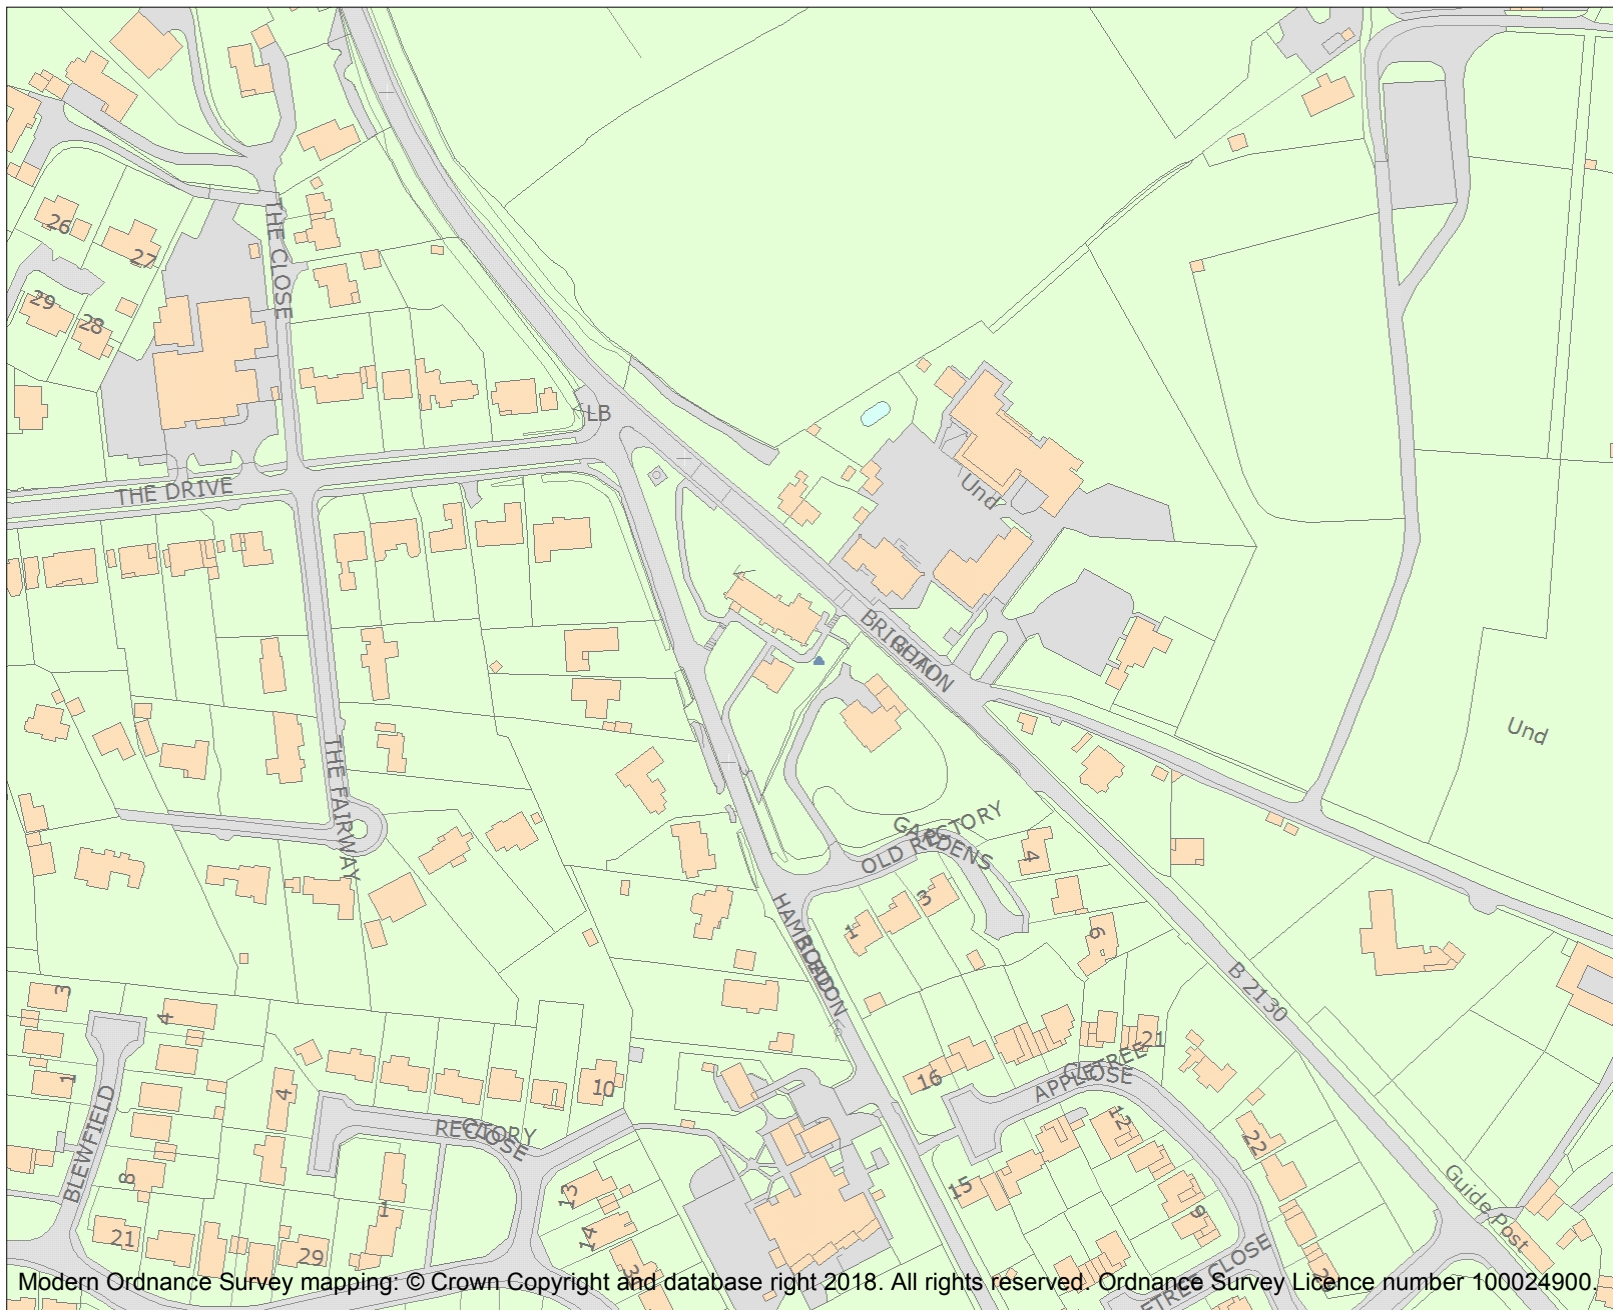 THE CLOSE
26
27
29
28
LB
THE DRIVE
Und
BRIGHTON
ROAD
Und
THE FAIRWAY
OLD RECTORY
GARDENS
4
3
1
6
HAMBLEDON
ROAD
B 2130
3
4
1
21
APPLETREE
CLOSE
16
10
4
RECTORY
CLOSE
BLEWFIELD
12
22
Guide Post
8
13
15
9
1
14
21
29
ETREE CLOSE
Modern Ordnance Survey mapping: © Crown Copyright and database right 2018. All rights reserved. Ordnance Survey Licence number 100024900.